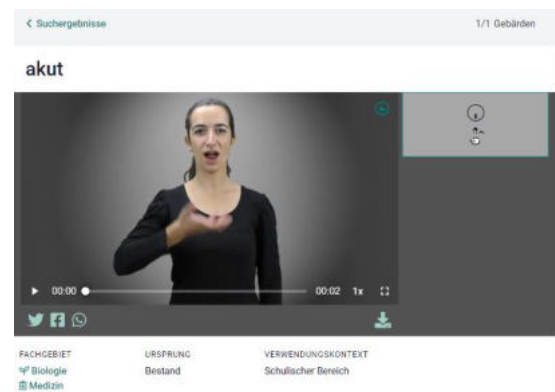 Suchergebnisse
1/1 Gebärden
akut
00:00
00:02 1x
FACHGEBIET URSPRUNG VERWENDUNGSKONTEXT
Biologie Bestand Schulischer Bereich
Medizin